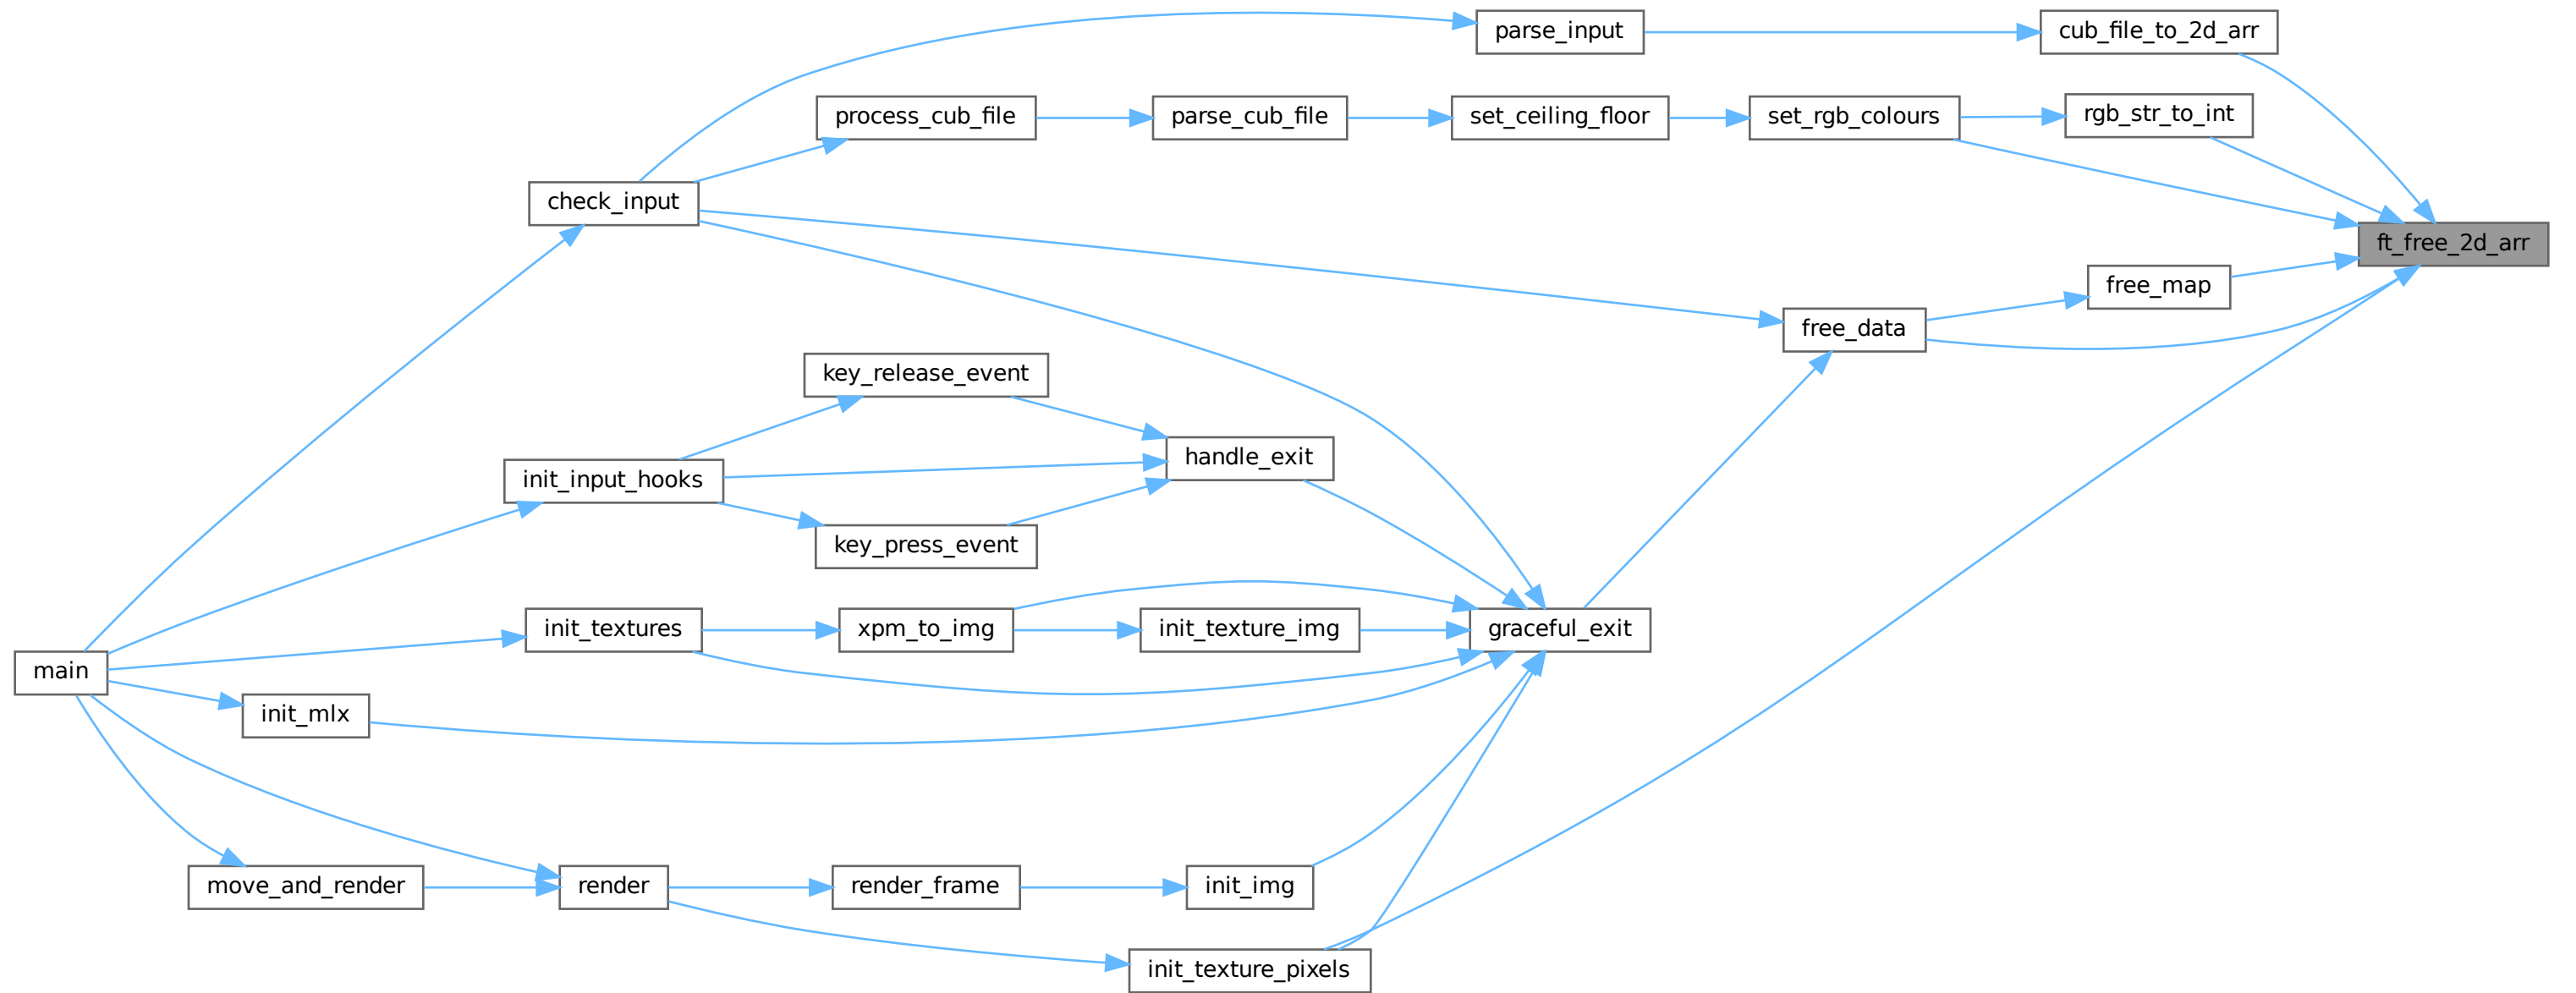 parse_input
cub_file_to_2d_arr
process_cub_file
parse_cub_file
set_ceiling_floor
set_rgb_colours
rgb_str_to_int
check_input
ft_free_2d_arr
free_map
free_data
key_release_event
handle_exit
init_input_hooks
key_press_event
init_textures
xpm_to_img
init_texture_img
graceful_exit
main
init_mlx
move_and_render
render
render_frame
init_img
init_texture_pixels